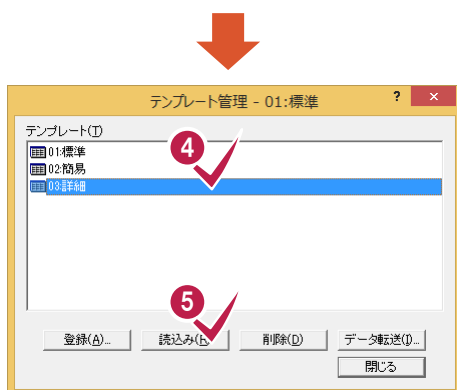 テンプレート管理 - 01:標準 ? ×
テンプレート(T)
4
01:標準
02:簡易
03:詳細
5
登録(A)... 読込み(R) 削除(D) データ転送(I)...
閉じる